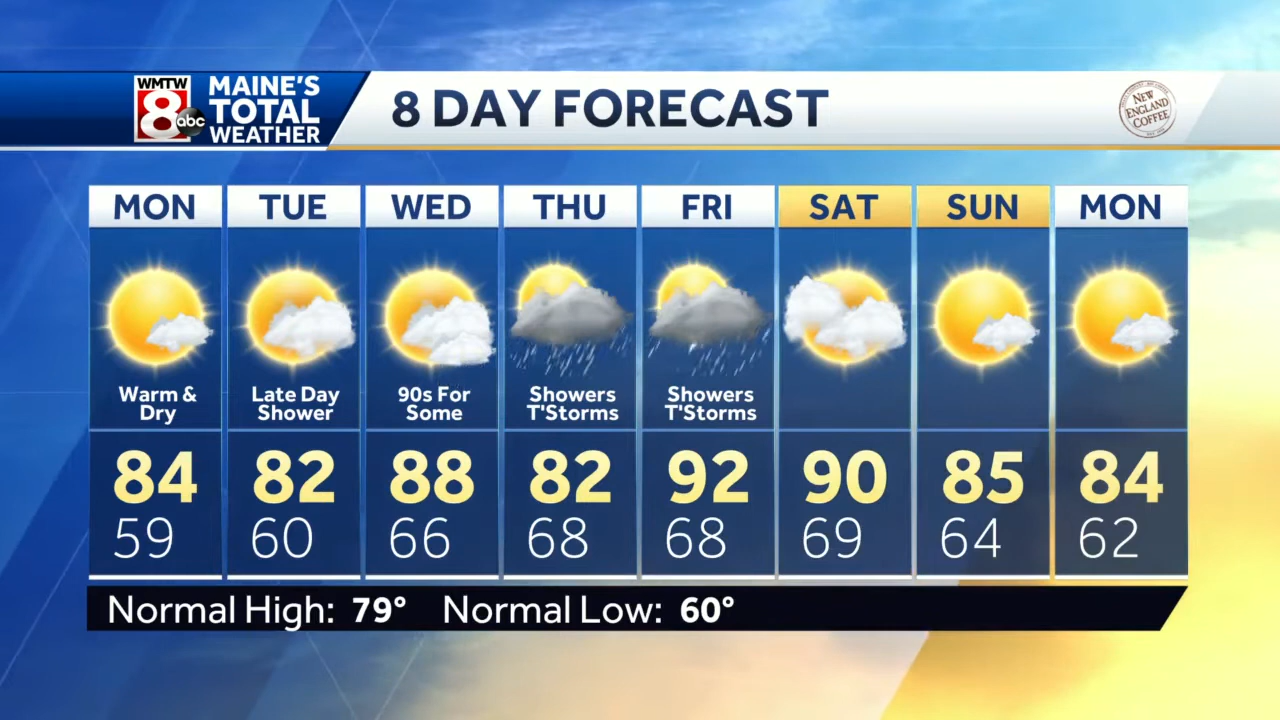 WMTW
8
abc
MAINE'S
TOTAL
WEATHER
8 DAY FORECAST
NEW
ENGLAND
COFFEE
MON TUE WED THU FRI SAT SUN MON
Warm & Late Day 90s For Showers Showers
Dry Shower Some T'Storms T'Storms
84 82 88 82 92 90 85 84
59 60 66 68 68 69 64 62
Normal High: 79° Normal Low: 60°